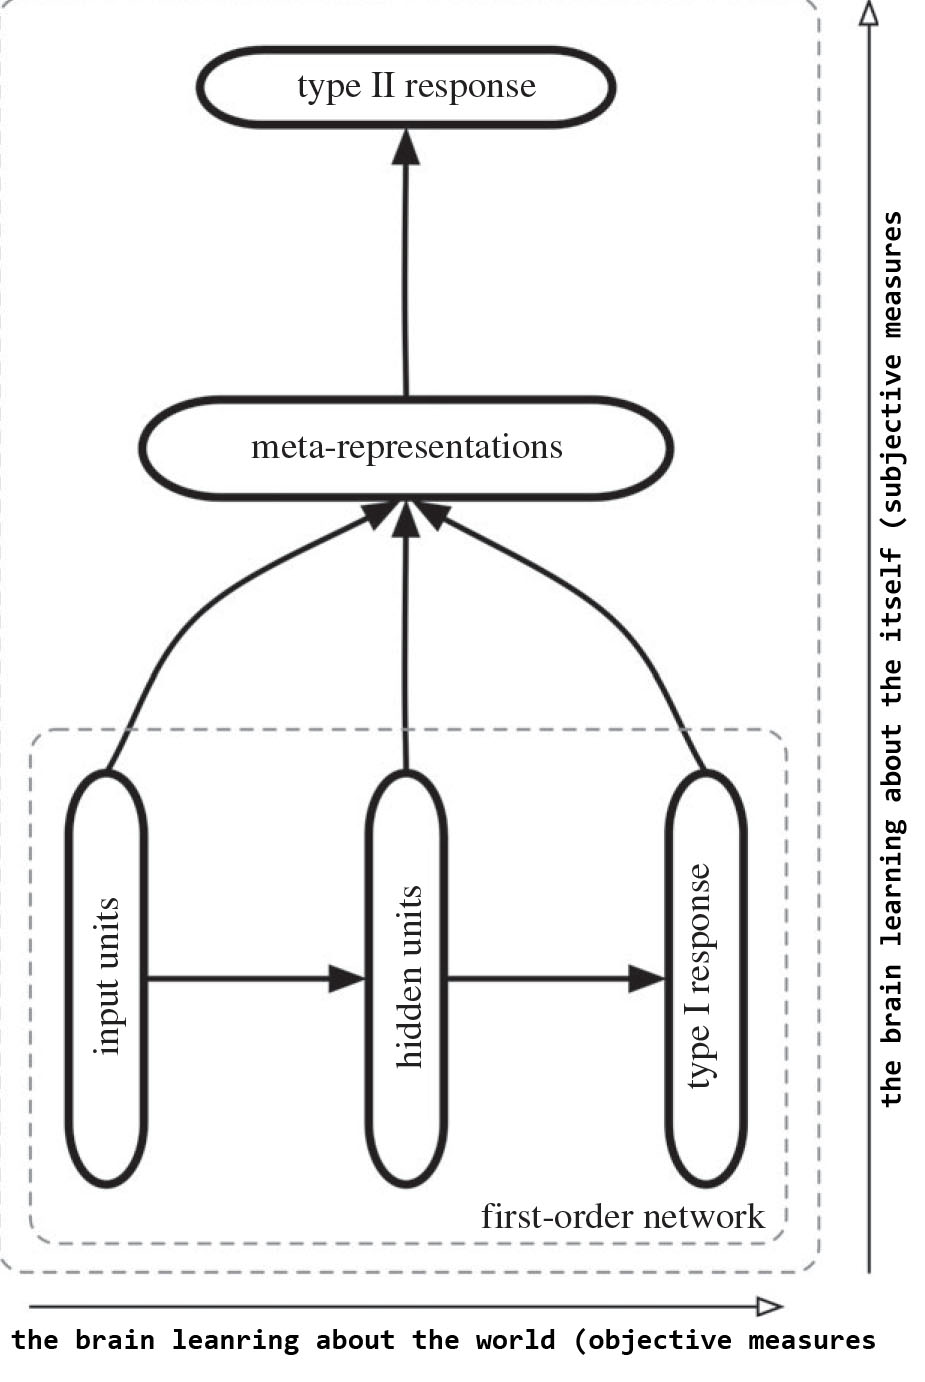 type II response
meta-representations
input units
hidden units
type I response
first-order network
the brain leanring about the world (objective measures
the brain learning about the itself (subjective measures